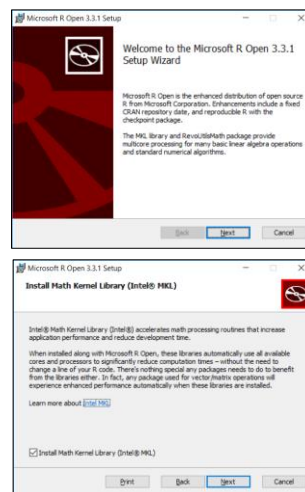 Microsoft R Open 3.3.1 Setup
Welcome to the Microsoft R Open 3.3.1
Setup Wizard
Microsoft R Open is the enhanced distribution of open source
R from Microsoft Corporation. Enhancements include a fixed
CRAN repository date, and reproducible R with the
checkpoint package.
The MKL library and RevoUtilsMath package provide
multicore processing for many basic linear algebra operations
and standard numerical algorithms.
Back
Next
Cancel
Microsoft R Open 3.3.1 Setup
Install Math Kernel Library (Intel® MKL)
Intel® Math Kernel Library (Intel®) accelerates math processing routines that increase
application performance and reduce development time.
When installed along with Microsoft R Open, these libraries automatically use all available
cores and processors to significantly reduce computation times – without the need to
change a line of your R code. There's nothing special any packages needs to do to benefit
from the libraries either. In fact, any package used for vector/matrix operations will
experience enhanced performance automatically when these libraries are installed.
Learn more about Intel MKL
Install Math Kernel Library (Intel® MKL)
Print
Back
Next
Cancel